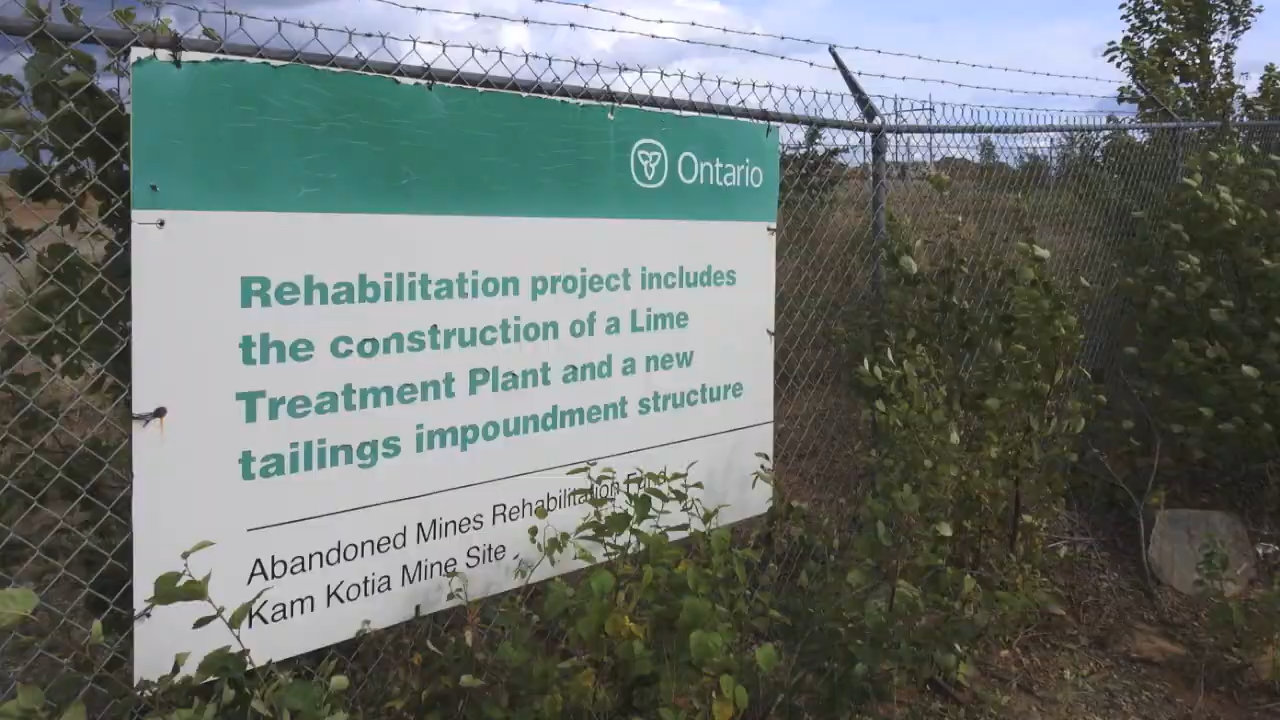 Ontario
Rehabilitation project includes
the construction of a Lime
Treatment Plant and a new
tailings impoundment structure
Abandoned Mines Rehabilitation Fund
Kam Kotia Mine Site